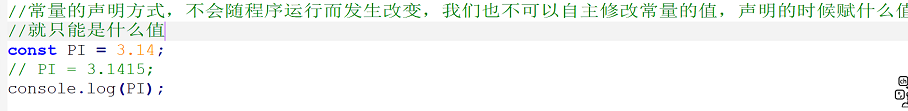 //常量的声明方式，不会随程序运行而发生改变，我们也不可以自主修改常量的值，声明的时候赋什么值
//就只能是什么值
const PI = 3.14;
// PI = 3.1415;
console.log(PI);